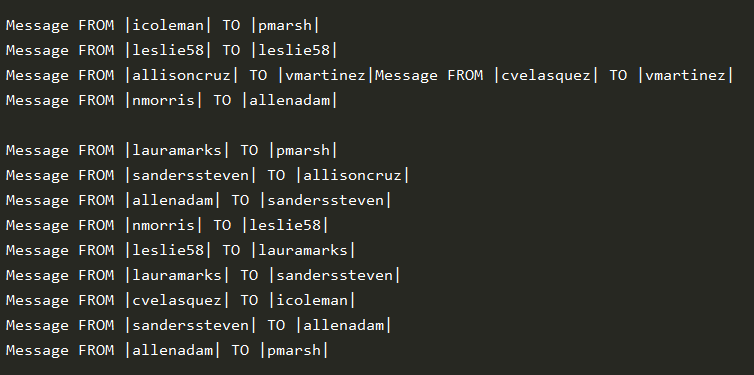 Message FROM |icoleman| TO |pmarsh|
Message FROM |leslie58| TO |leslie58|
Message FROM |allisoncruz| TO |vmartinez|Message FROM |cvelasquez| TO |vmartinez|
Message FROM |nmorris| TO |allenadam|

Message FROM |lauramarks| TO |pmarsh|
Message FROM |sanderssteven| TO |allisoncruz|
Message FROM |allenadam| TO |sanderssteven|
Message FROM |nmorris| TO |leslie58|
Message FROM |leslie58| TO |lauramarks|
Message FROM |lauramarks| TO |sanderssteven|
Message FROM |cvelasquez| TO |icoleman|
Message FROM |sanderssteven| TO |allenadam|
Message FROM |allenadam| TO |pmarsh|